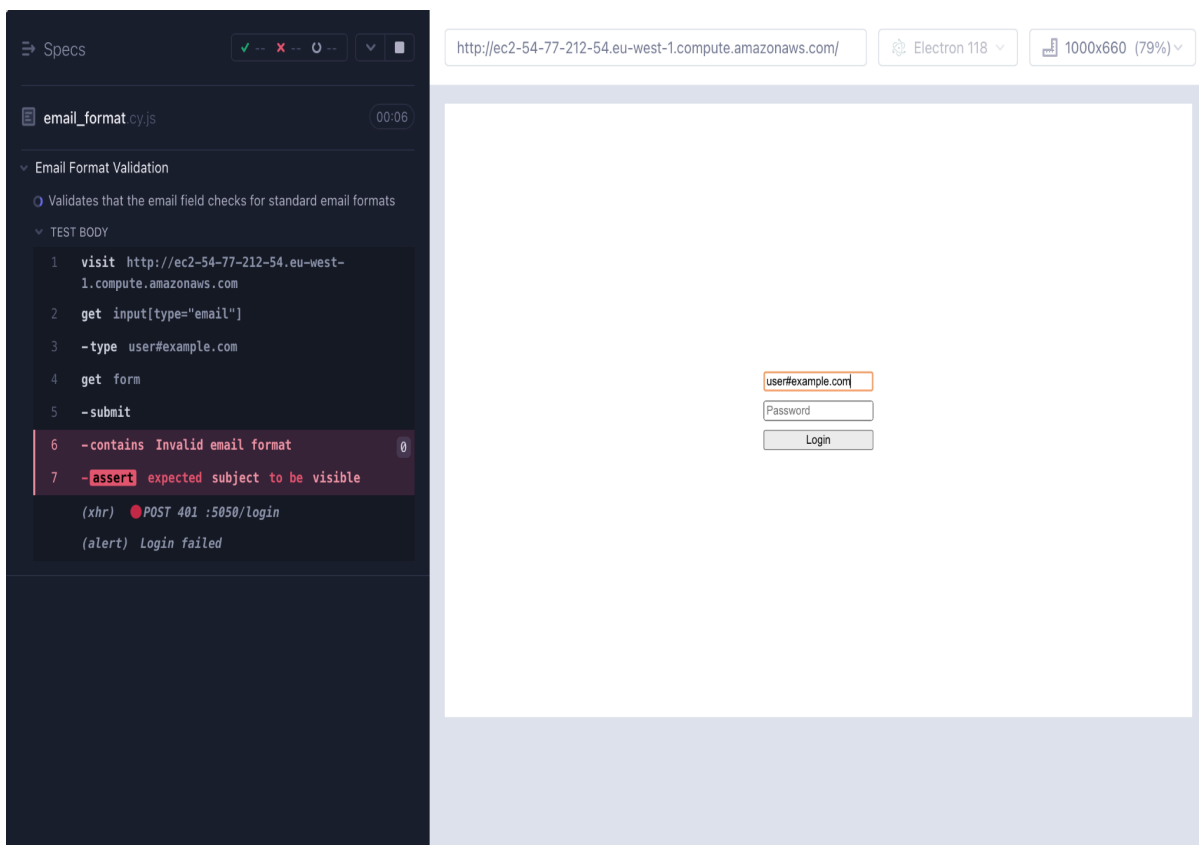 Specs
-- -- --
email_format.cy.js 00:06
Email Format Validation
Validates that the email field checks for standard email formats
TEST BODY
1 visit http://ec2-54-77-212-54.eu-west-
1.compute.amazonaws.com
2 get input[type="email"]
3 -type user#example.com
4 get form
5 -submit
6 -contains Invalid email format 0
7 -assert expected subject to be visible
(xhr) POST 401 :5050/login
(alert) Login failed
http://ec2-54-77-212-54.eu-west-1.compute.amazonaws.com/ Electron 118 1000x660 (79%)
user#example.com
Password
Login